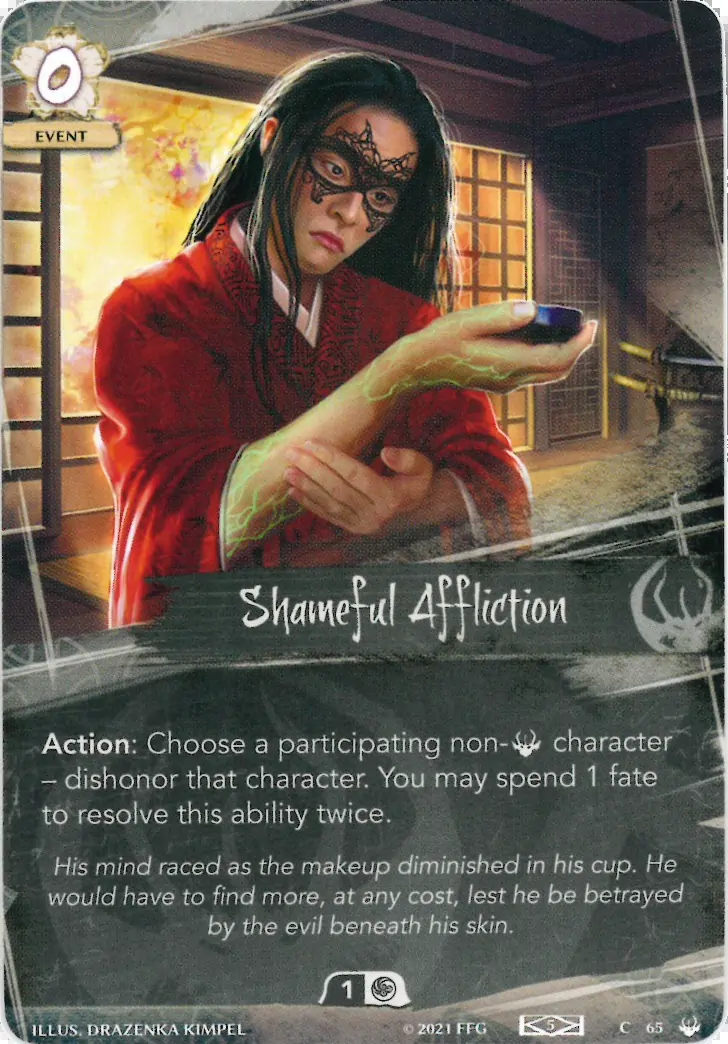 0
EVENT
Shameful Affliction
Action: Choose a participating non- character
– dishonor that character. You may spend 1 fate
to resolve this ability twice.
His mind raced as the makeup diminished in his cup. He
would have to find more, at any cost, lest he be betrayed
by the evil beneath his skin.
1
ILLUS. DRAZENKA KIMPEL © 2021 FFG 5 C 65